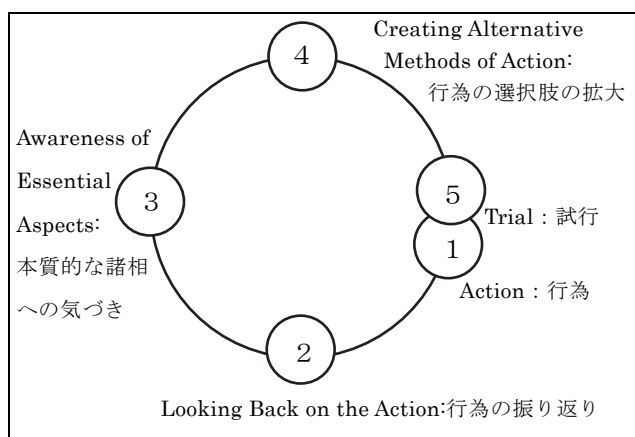 4
Creating Alternative
Methods of Action:
行為の選択肢の拡大
Awareness of
Essential
Aspects:
本質的な諸相
への気づき
3
5
Trial：試行
1
Action：行為
2
Looking Back on the Action:行為の振り返り